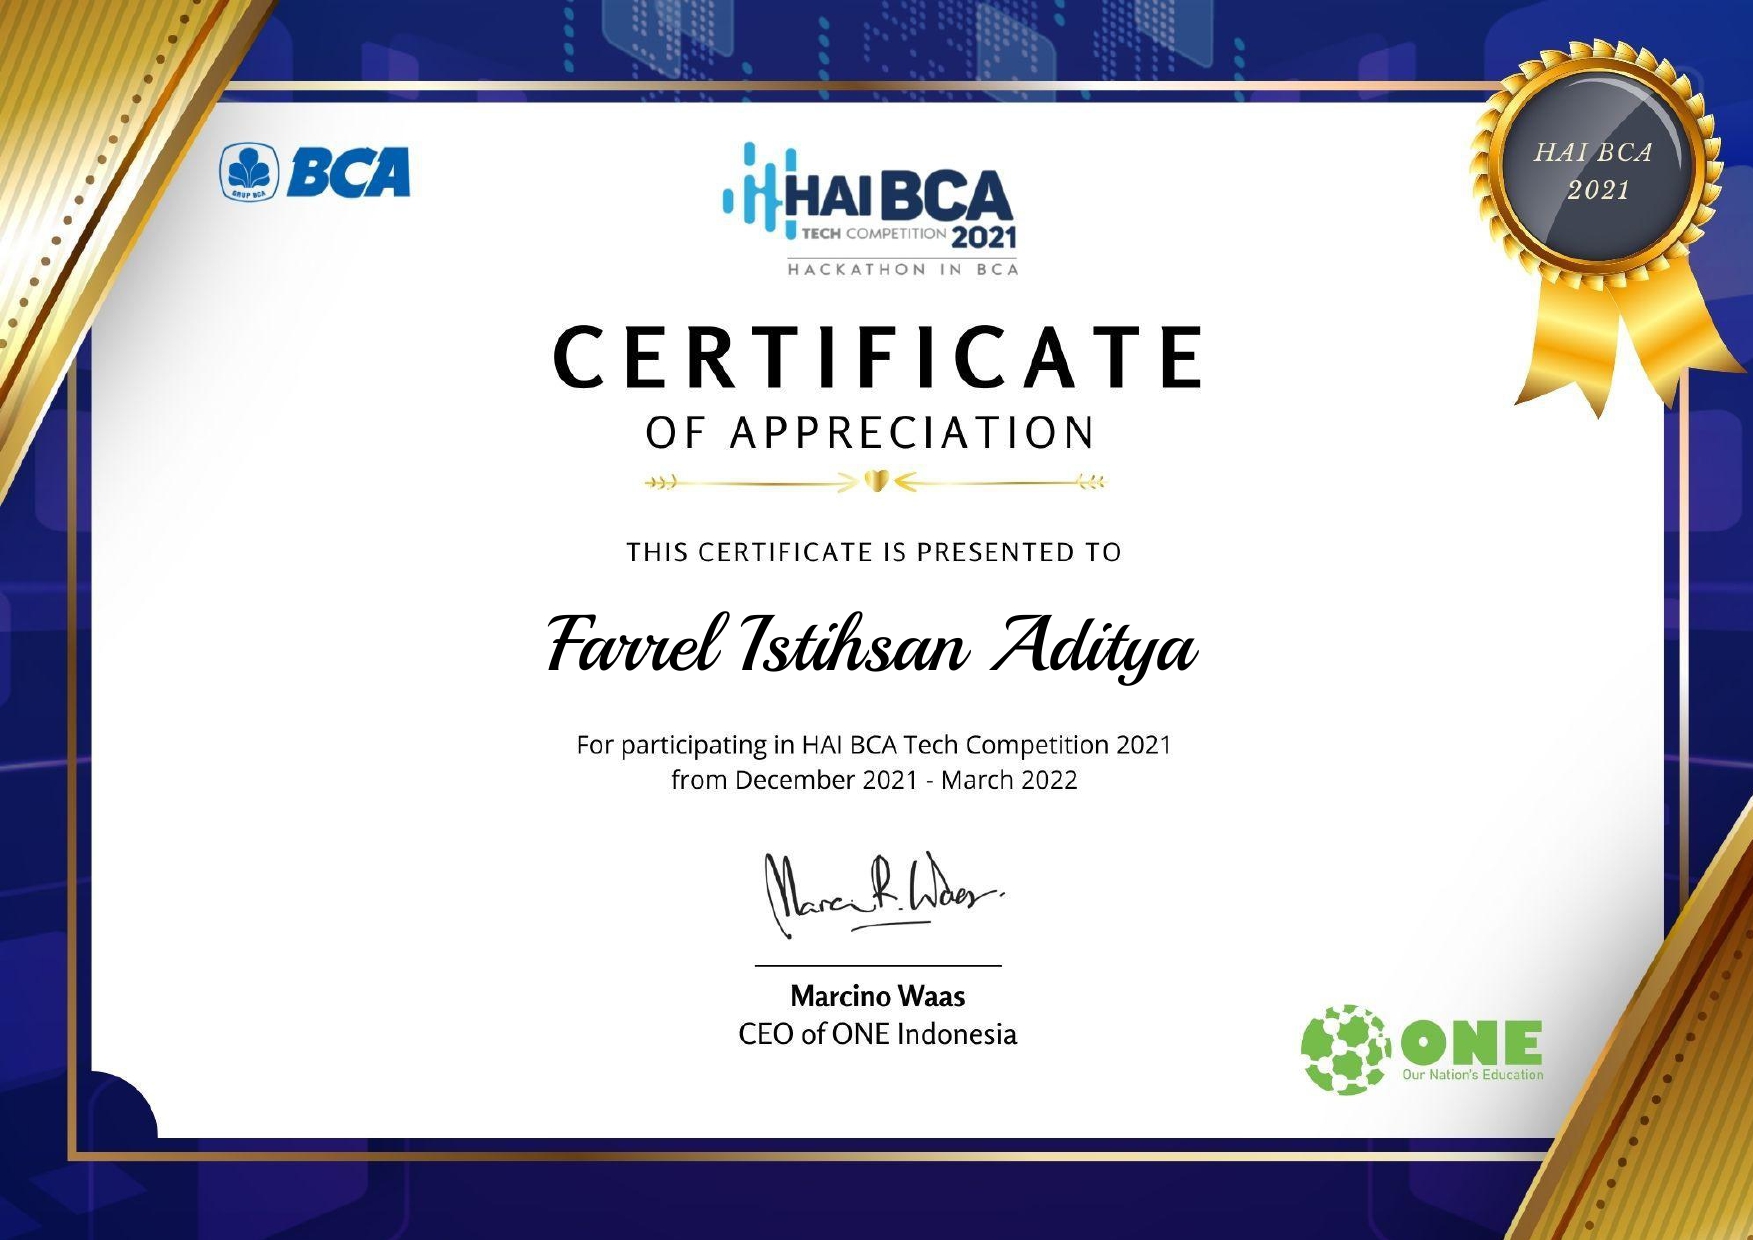 GRUP BCA
BCA
HAI BCA
TECH COMPETITION 2021
HACKATHON IN BCA
HAI BCA
2021
CERTIFICATE
OF APPRECIATION
THIS CERTIFICATE IS PRESENTED TO
Farrel Istihsan Aditya
For participating in HAI BCA Tech Competition 2021
from December 2021 - March 2022
Marcino Waas
CEO of ONE Indonesia
ONE
Our Nation's Education